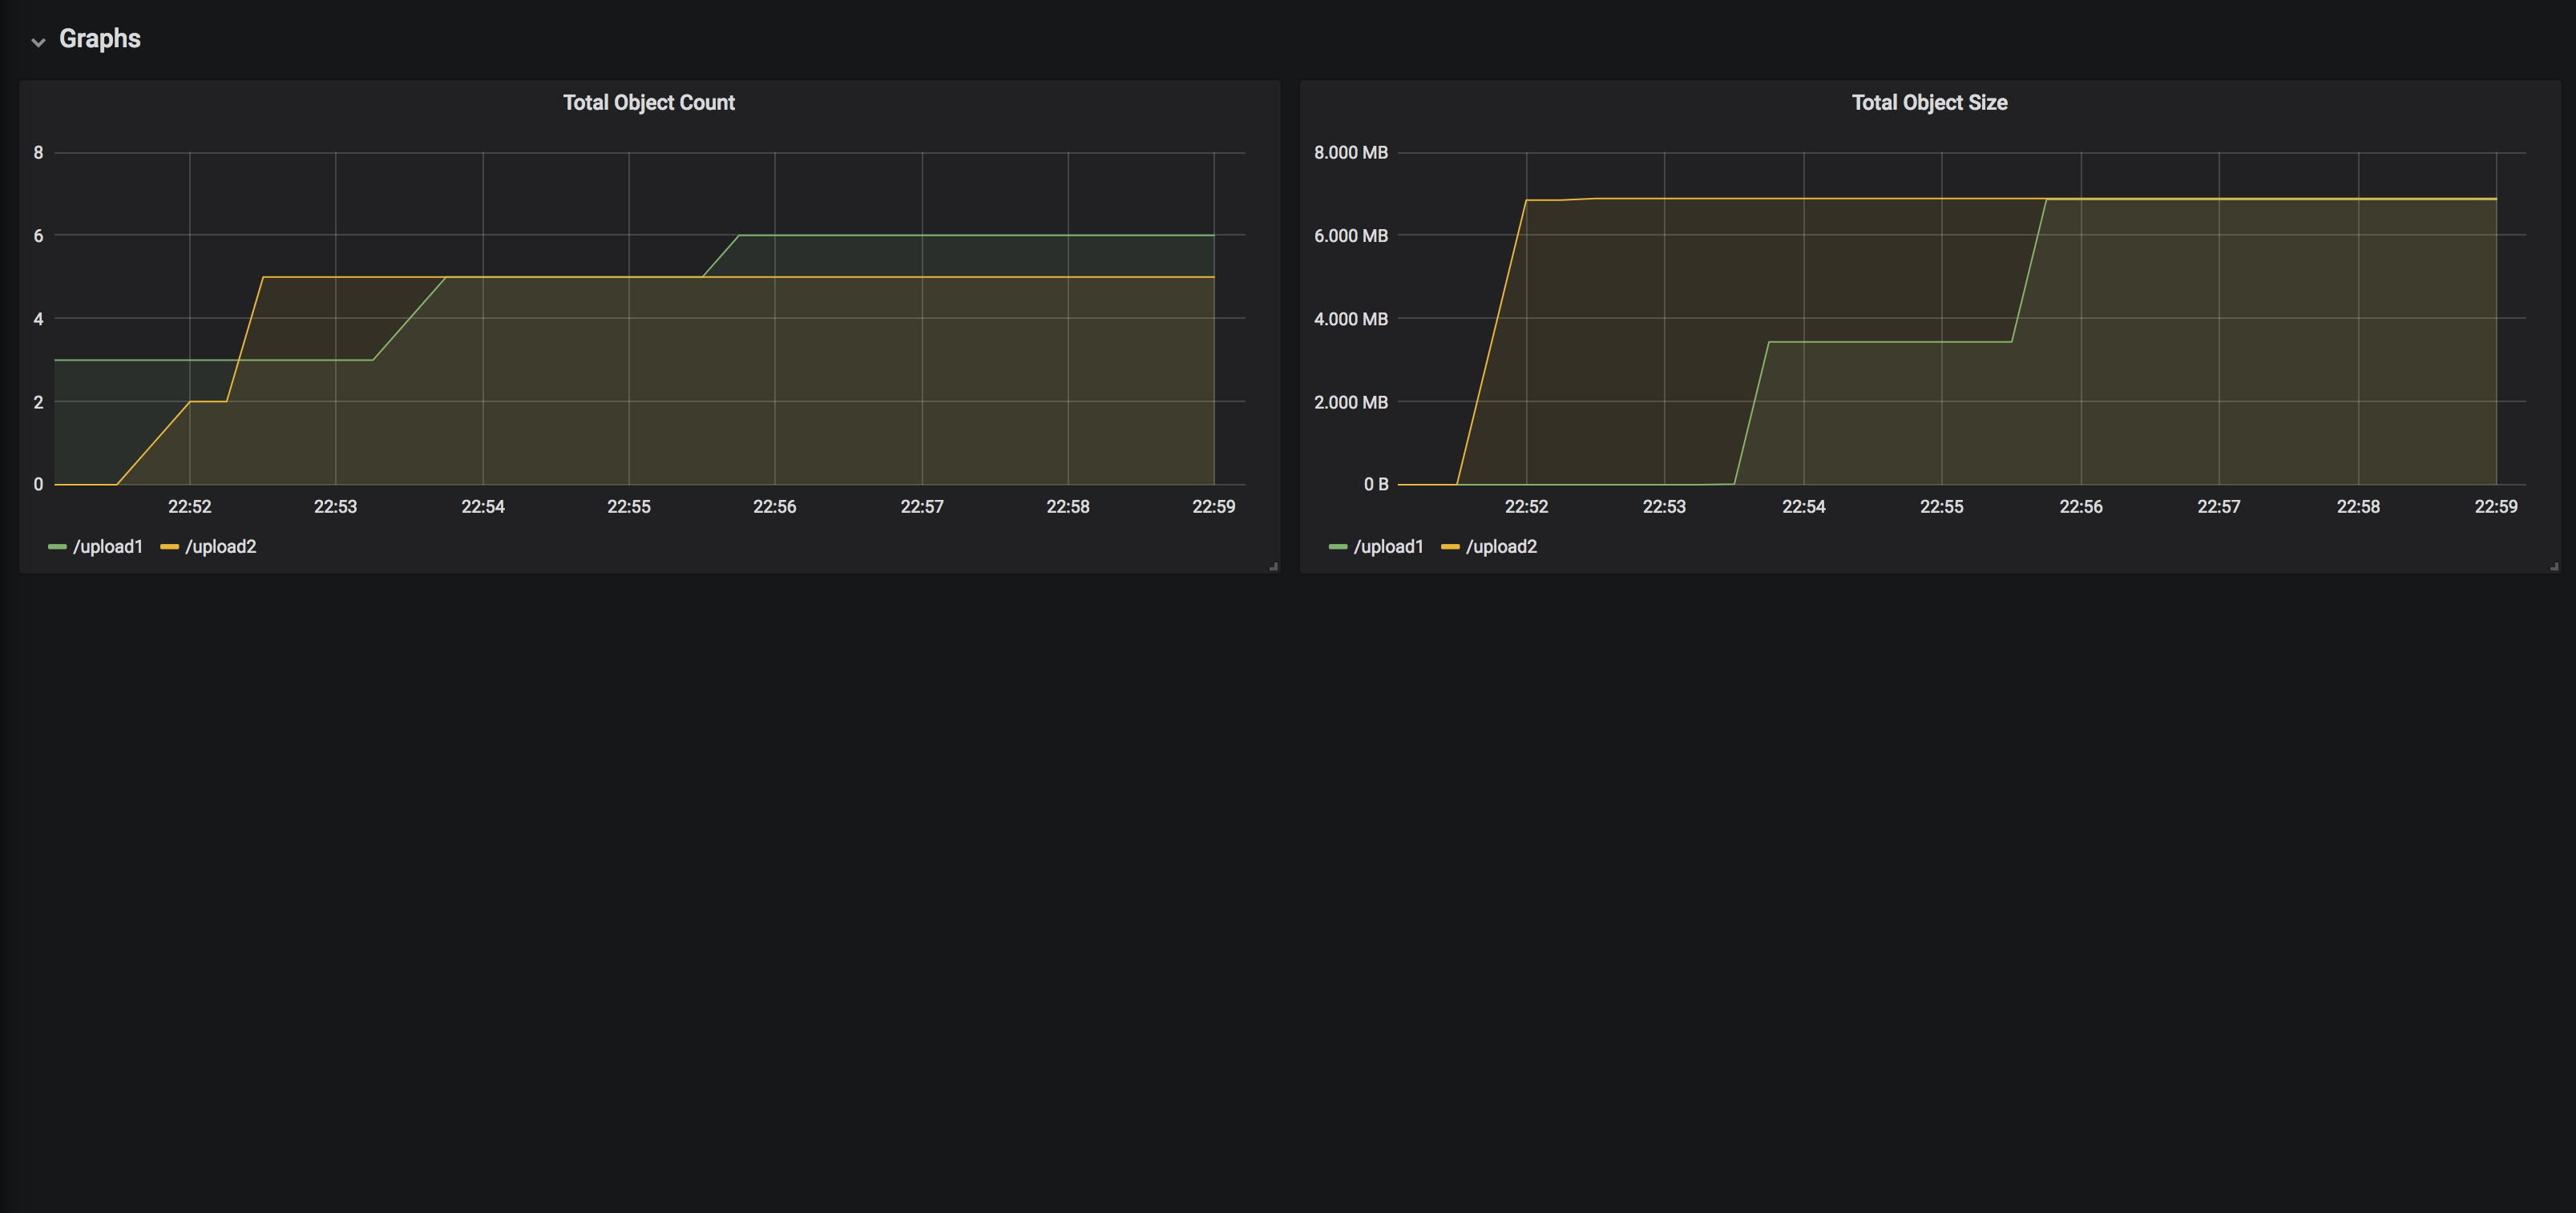 Graphs
Total Object Count
8
6
4
2
0
22:52 22:53 22:54 22:55 22:56 22:57 22:58 22:59
/upload1 /upload2
Total Object Size
8.000 MB
6.000 MB
4.000 MB
2.000 MB
0 B
22:52 22:53 22:54 22:55 22:56 22:57 22:58 22:59
/upload1 /upload2